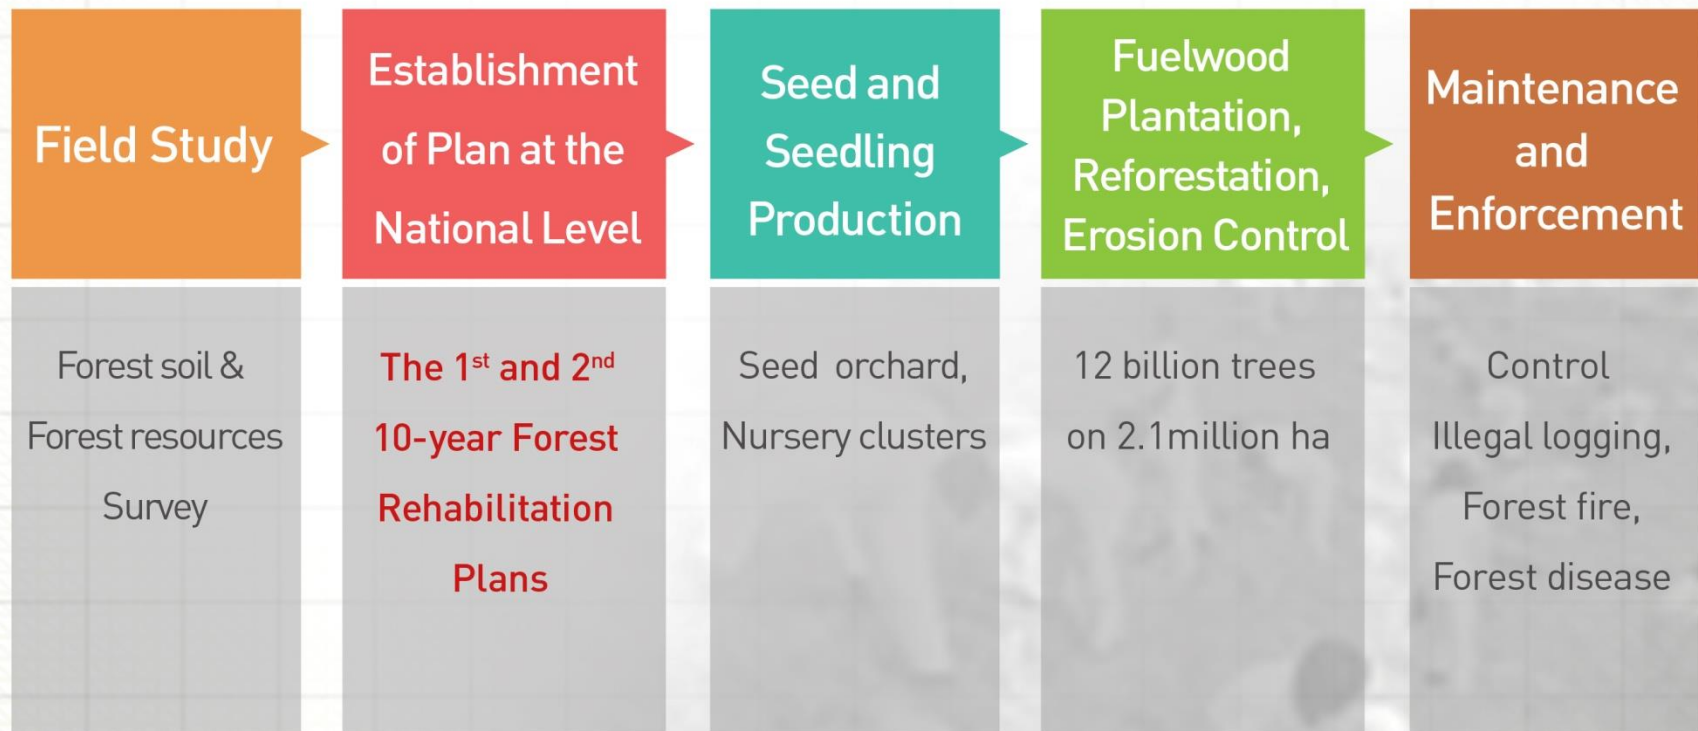 Field Study
Establishment
of Plan at the
National Level
Seed and
Seedling
Production
Fuelwood
Plantation,
Reforestation,
Erosion Control
Maintenance
and
Enforcement
Forest soil &
Forest resources
Survey
The 1st and 2nd
10-year Forest
Rehabilitation
Plans
Seed orchard,
Nursery clusters
12 billion trees
on 2.1million ha
Control
Illegal logging,
Forest fire,
Forest disease